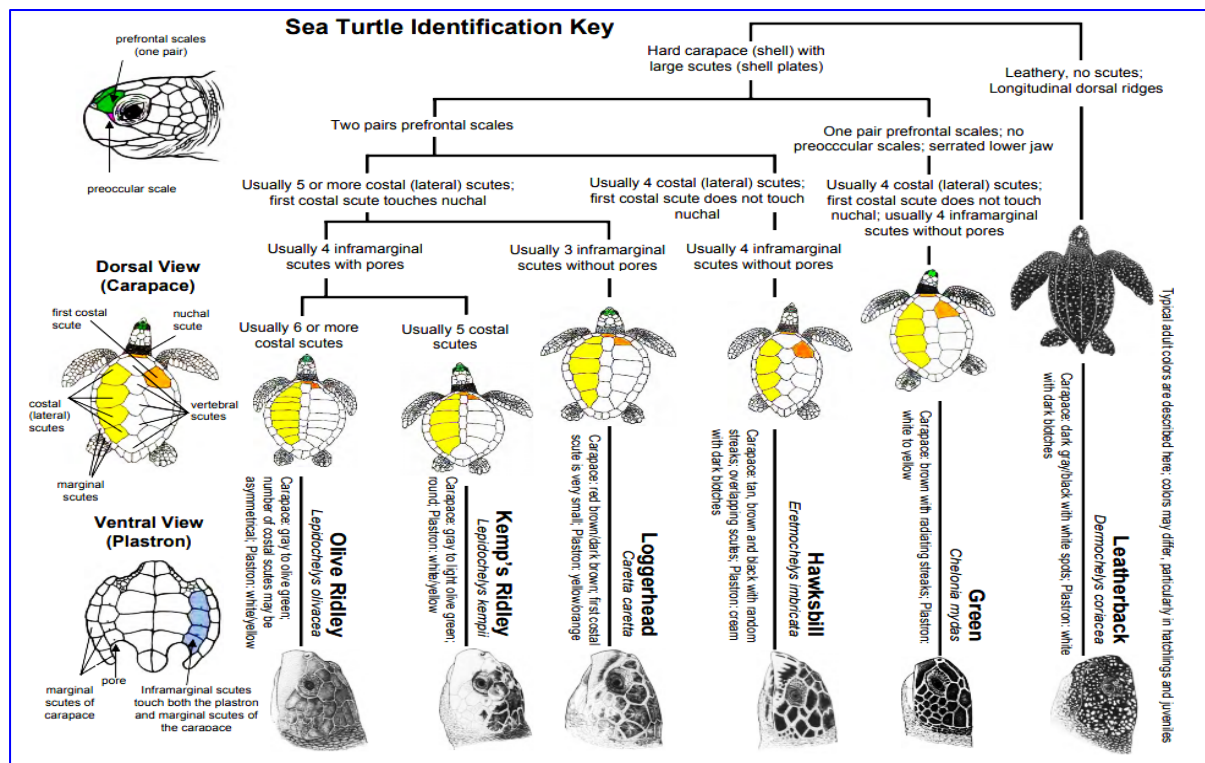 Sea Turtle Identification Key
prefrontal scales
(one pair)
preoccular scale
Hard carapace (shell) with
large scutes (shell plates)
Leathery, no scutes;
Longitudinal dorsal ridges
Two pairs prefrontal scales
One pair prefrontal scales; no
preocccular scales; serrated lower jaw
Usually 5 or more costal (lateral) scutes;
first costal scute touches nuchal
Usually 4 costal (lateral) scutes;
first costal scute does not touch
nuchal
Usually 4 costal (lateral) scutes;
first costal scute does not touch
nuchal; usually 4 inframarginal
scutes without pores
Usually 4 inframarginal
scutes with pores
Usually 3 inframarginal
scutes without pores
Usually 4 inframarginal
scutes without pores
Usually 6 or more
costal scutes
Usually 5 costal
scutes
Dorsal View
(Carapace)
first costal
scute
nuchal
scute
costal
(lateral)
scutes
vertebral
scutes
marginal
scutes
Ventral View
(Plastron)
marginal
scutes of
carapace
pore
Inframarginal scutes
touch both the plastron
and marginal scutes of
the carapace
Olive Ridley
Lepidochelys olivacea
Carapace: gray to olive green;
number of costal scutes may be
asymmetrical; Plastron: white/yellow
Kemp's Ridley
Lepidochelys kempii
Carapace: gray to light olive green;
round; Plastron: white/yellow
Loggerhead
Caretta caretta
Carapace: red brown/dark brown; first costal
scute is very small; Plastron: yellow/orange
Hawksbill
Eretmochelys imbricata
Carapace: tan, brown and black with random
streaks; overlapping scutes; Plastron: cream
with dark blotches
Green
Chelonia mydas
Carapace: brown with radiating streaks; Plastron:
white to yellow
Leatherback
Dermochelys coriacea
Carapace: dark gray/black with white spots; Plastron: white
with dark blotches
Typical adult colors are described here; colors may differ, particularly in hatchlings and juveniles